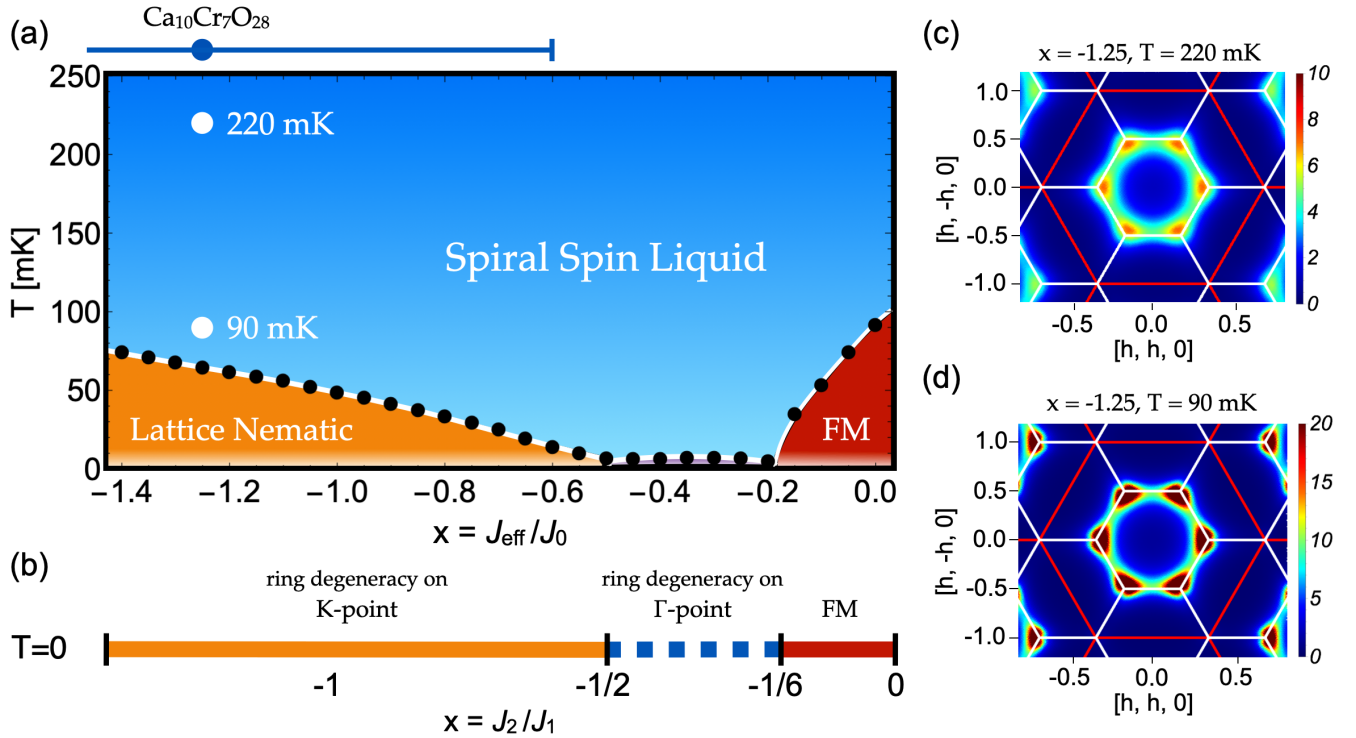 (a)
Ca₁₀Cr₇O₂₈
250
200
150
100
50
0
T [mK]
220 mK
90 mK
Spiral Spin Liquid
Lattice Nematic
FM
−1.4 −1.2 −1.0 −0.8 −0.6 −0.4 −0.2 0.0
x = J_eff/J₀
(b)
ring degeneracy on
K-point
ring degeneracy on
Γ-point
FM
T=0
-1 -1/2 -1/6 0
x = J₂/J₁
(c)
x = -1.25, T = 220 mK
1.0
0.5
0.0
-0.5
-1.0
[h, -h, 0]
-0.5 0.0 0.5
[h, h, 0]
10
8
6
4
2
0
(d)
x = -1.25, T = 90 mK
1.0
0.5
0.0
-0.5
-1.0
[h, -h, 0]
-0.5 0.0 0.5
[h, h, 0]
20
15
10
5
0